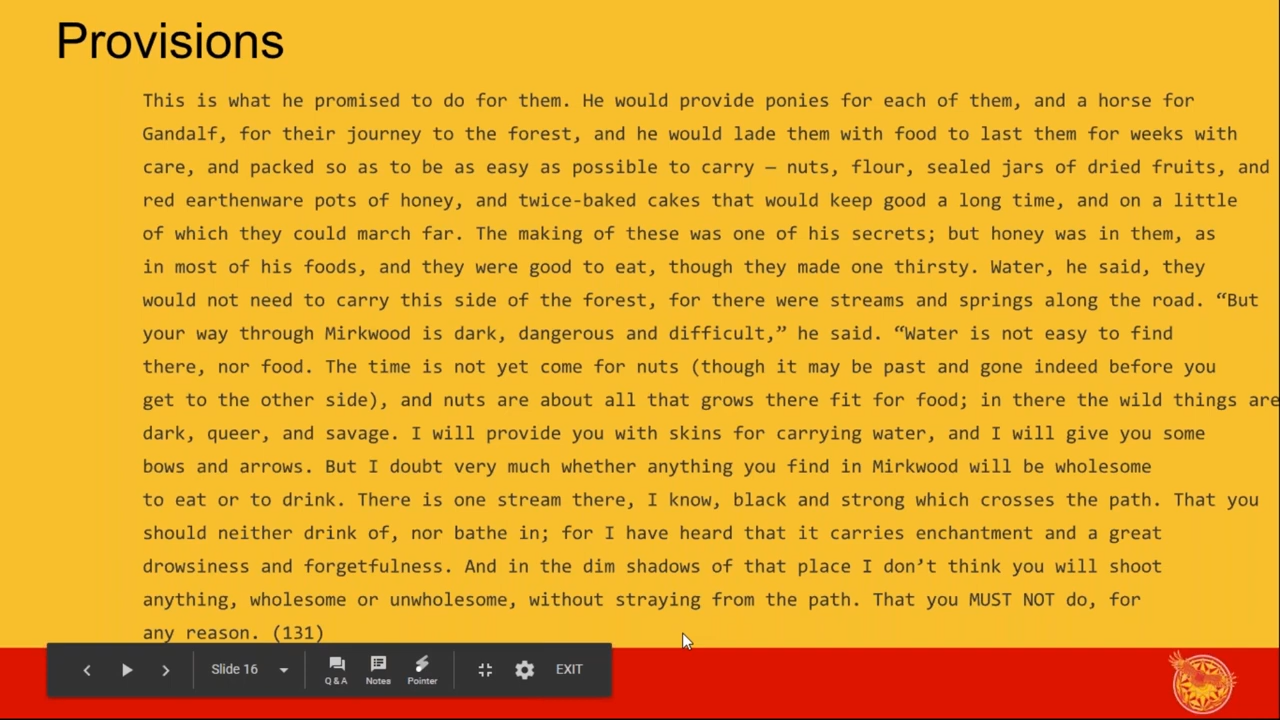 Provisions
This is what he promised to do for them. He would provide ponies for each of them, and a horse for
Gandalf, for their journey to the forest, and he would lade them with food to last them for weeks with
care, and packed so as to be as easy as possible to carry — nuts, flour, sealed jars of dried fruits, and
red earthenware pots of honey, and twice-baked cakes that would keep good a long time, and on a little
of which they could march far. The making of these was one of his secrets; but honey was in them, as
in most of his foods, and they were good to eat, though they made one thirsty. Water, he said, they
would not need to carry this side of the forest, for there were streams and springs along the road. “But
your way through Mirkwood is dark, dangerous and difficult,” he said. “Water is not easy to find
there, nor food. The time is not yet come for nuts (though it may be past and gone indeed before you
get to the other side), and nuts are about all that grows there fit for food; in there the wild things are
dark, queer, and savage. I will provide you with skins for carrying water, and I will give you some
bows and arrows. But I doubt very much whether anything you find in Mirkwood will be wholesome
to eat or to drink. There is one stream there, I know, black and strong which crosses the path. That you
should neither drink of, nor bathe in; for I have heard that it carries enchantment and a great
drowsiness and forgetfulness. And in the dim shadows of that place I don’t think you will shoot
anything, wholesome or unwholesome, without straying from the path. That you MUST NOT do, for
any reason. (131)
Slide 16
Q & A
Notes
Pointer
EXIT